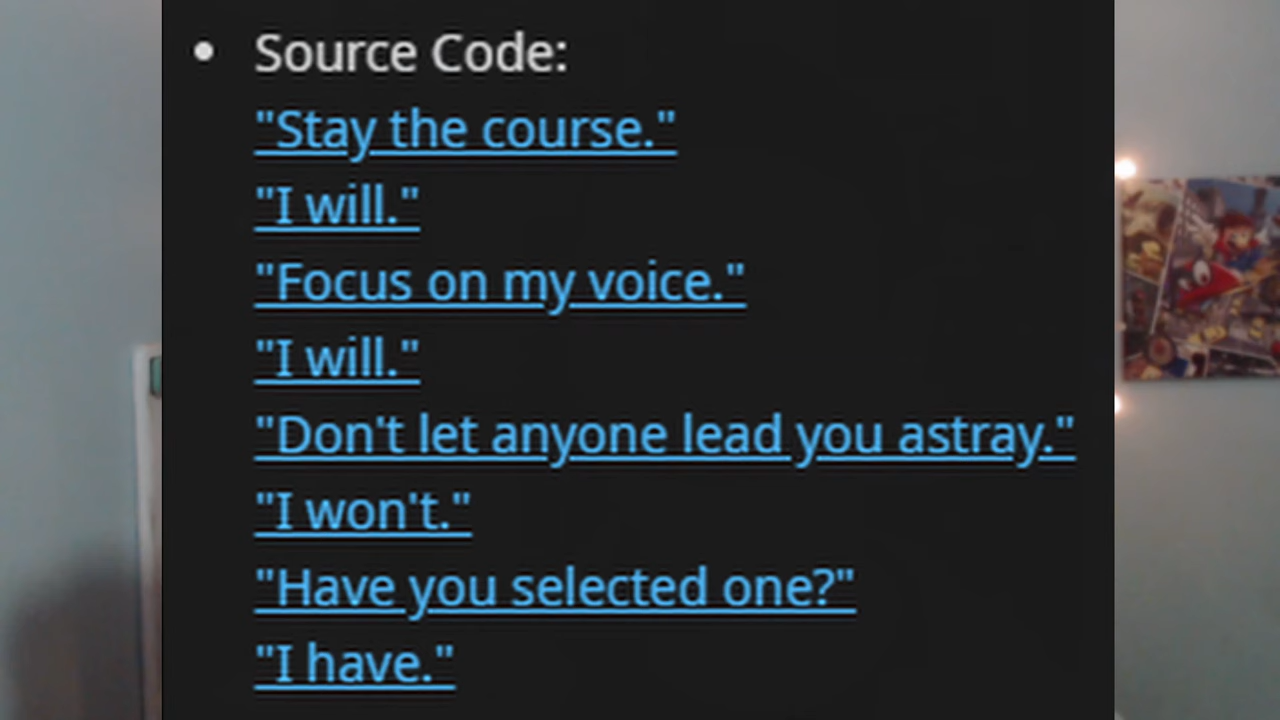 Source Code:
"Stay the course."
"I will."
"Focus on my voice."
"I will."
"Don't let anyone lead you astray."
"I won't."
"Have you selected one?"
"I have."